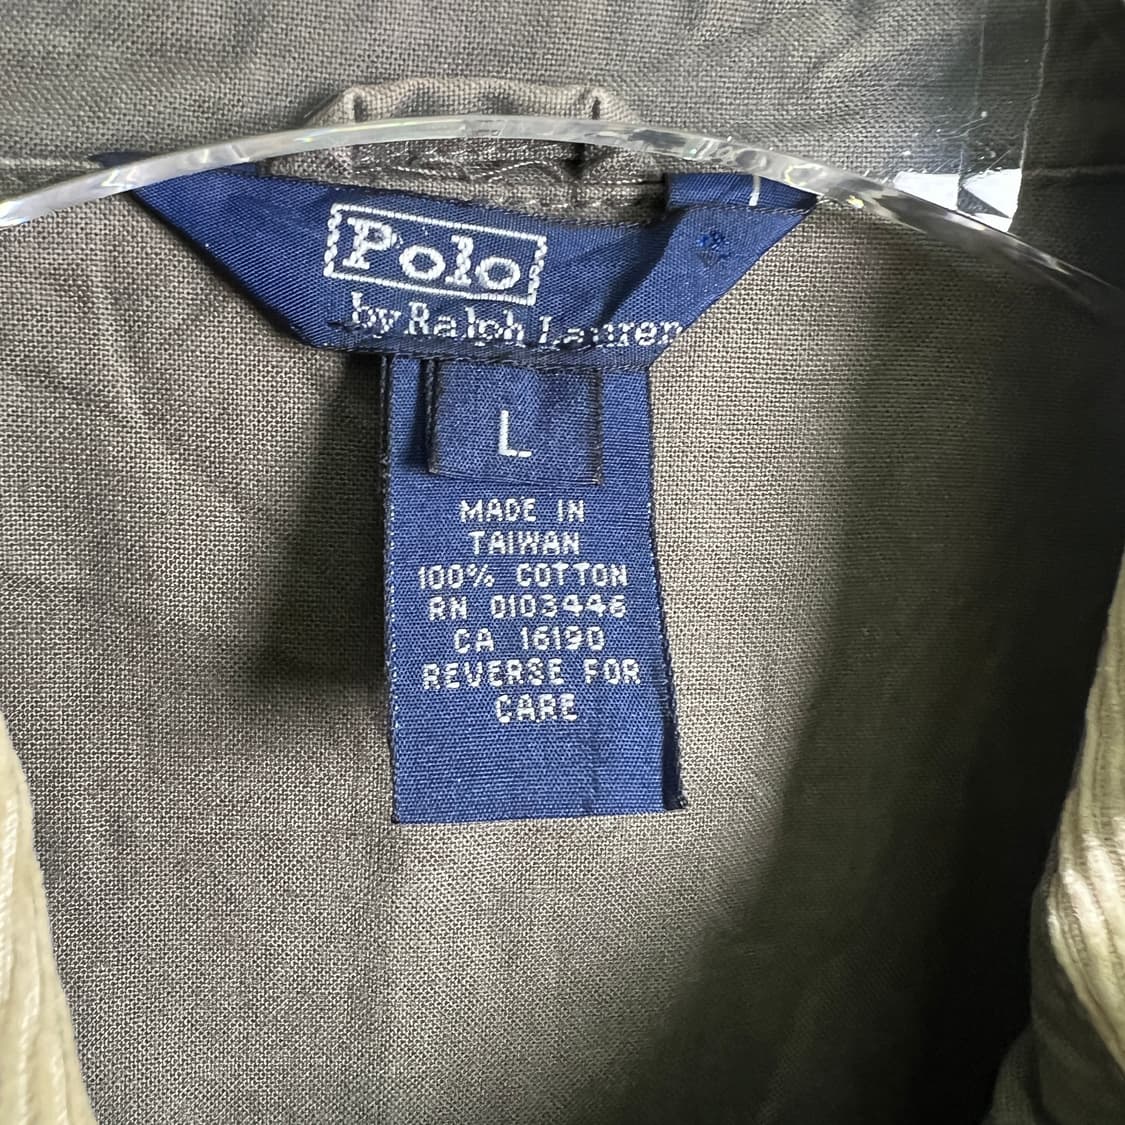 Polo
by Ralph Lauren
L
MADE IN
TAIWAN
100% COTTON
RN 0103446
CA 16190
REVERSE FOR
CARE